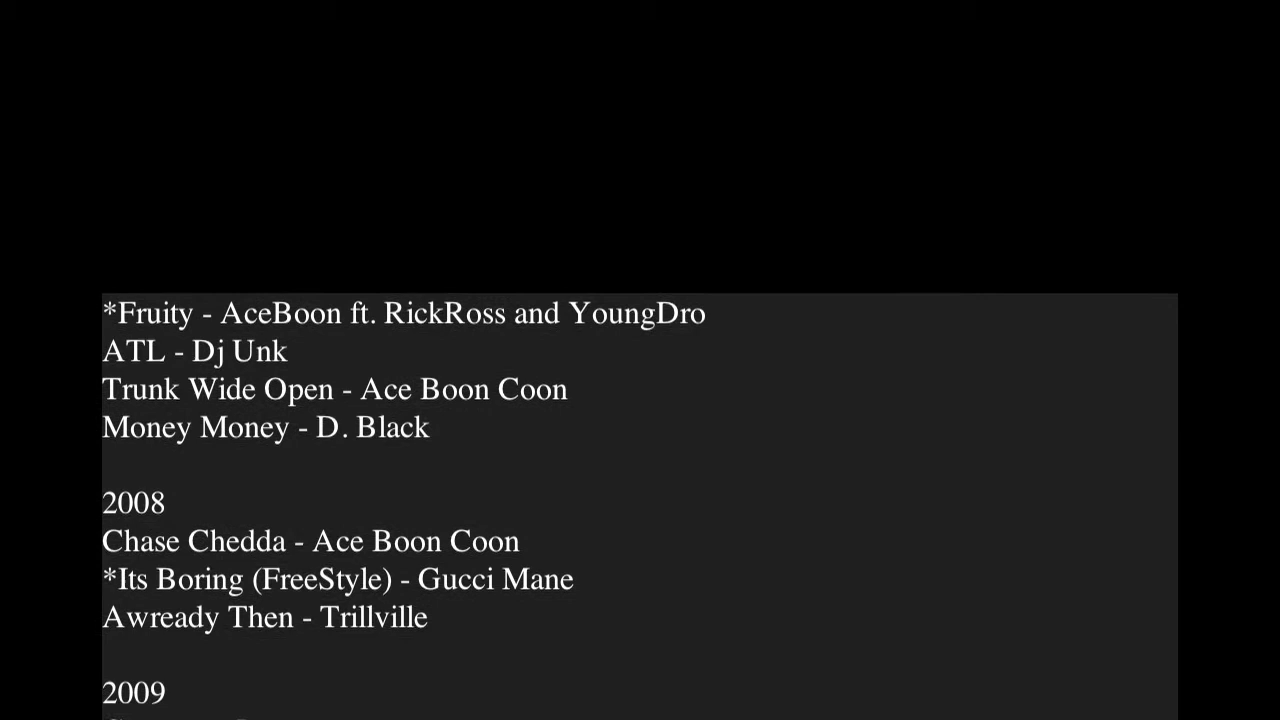 *Fruity - AceBoon ft. RickRoss and YoungDro
ATL - Dj Unk
Trunk Wide Open - Ace Boon Coon
Money Money - D. Black
2008
Chase Chedda - Ace Boon Coon
*Its Boring (FreeStyle) - Gucci Mane
Awready Then - Trillville
2009